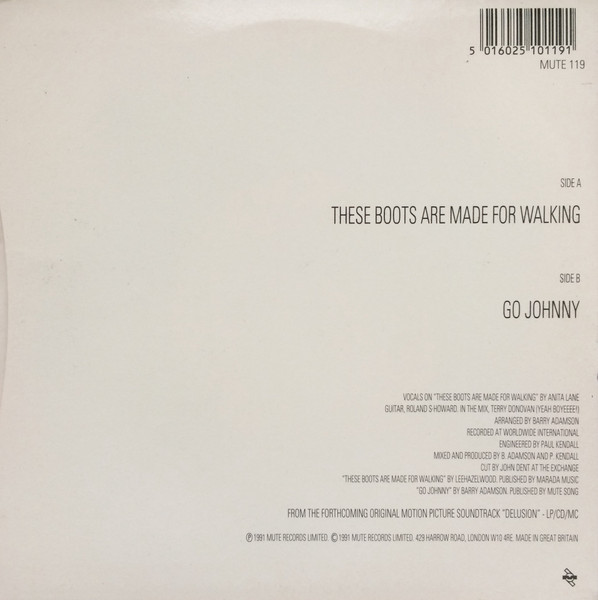 5 016025 101191
MUTE 119
SIDE A
THESE BOOTS ARE MADE FOR WALKING
SIDE B
GO JOHNNY
VOCALS ON "THESE BOOTS ARE MADE FOR WALKING" BY ANITA LANE
GUITAR, ROLAND S-HOWARD. IN THE MIX, TERRY DONOVAN (YEAH BOYEEEE!)
ARRANGED BY BARRY ADAMSON
RECORDED AT WORLDWIDE INTERNATIONAL
ENGINEERED BY PAUL KENDALL
MIXED AND PRODUCED BY B. ADAMSON AND P. KENDALL
CUT BY JOHN DENT AT THE EXCHANGE
"THESE BOOTS ARE MADE FOR WALKING" BY LEEHAZELWOOD. PUBLISHED BY MARADA MUSIC
"GO JOHNNY" BY BARRY ADAMSON. PUBLISHED BY MUTE SONG
FROM THE FORTHCOMING ORIGINAL MOTION PICTURE SOUNDTRACK "DELUSION" - LP/CD/MC
℗ 1991 MUTE RECORDS LIMITED. © 1991 MUTE RECORDS LIMITED. 429 HARROW ROAD, LONDON W10 4RE. MADE IN GREAT BRITAIN